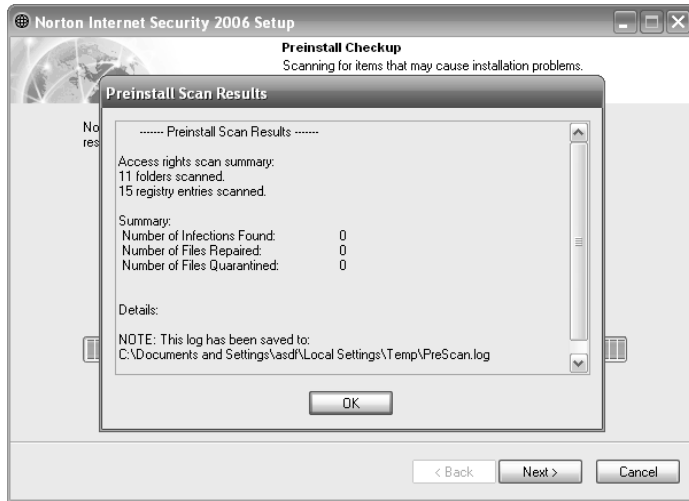 Norton Internet Security 2006 Setup
Preinstall Checkup
Scanning for items that may cause installation problems.
Preinstall Scan Results
No
res
------- Preinstall Scan Results -------
Access rights scan summary:
11 folders scanned.
15 registry entries scanned.
Summary:
Number of Infections Found: 0
Number of Files Repaired: 0
Number of Files Quarantined: 0
Details:
NOTE: This log has been saved to:
C:\Documents and Settings\asdf\Local Settings\Temp\PreScan.log
OK
< Back Next > Cancel